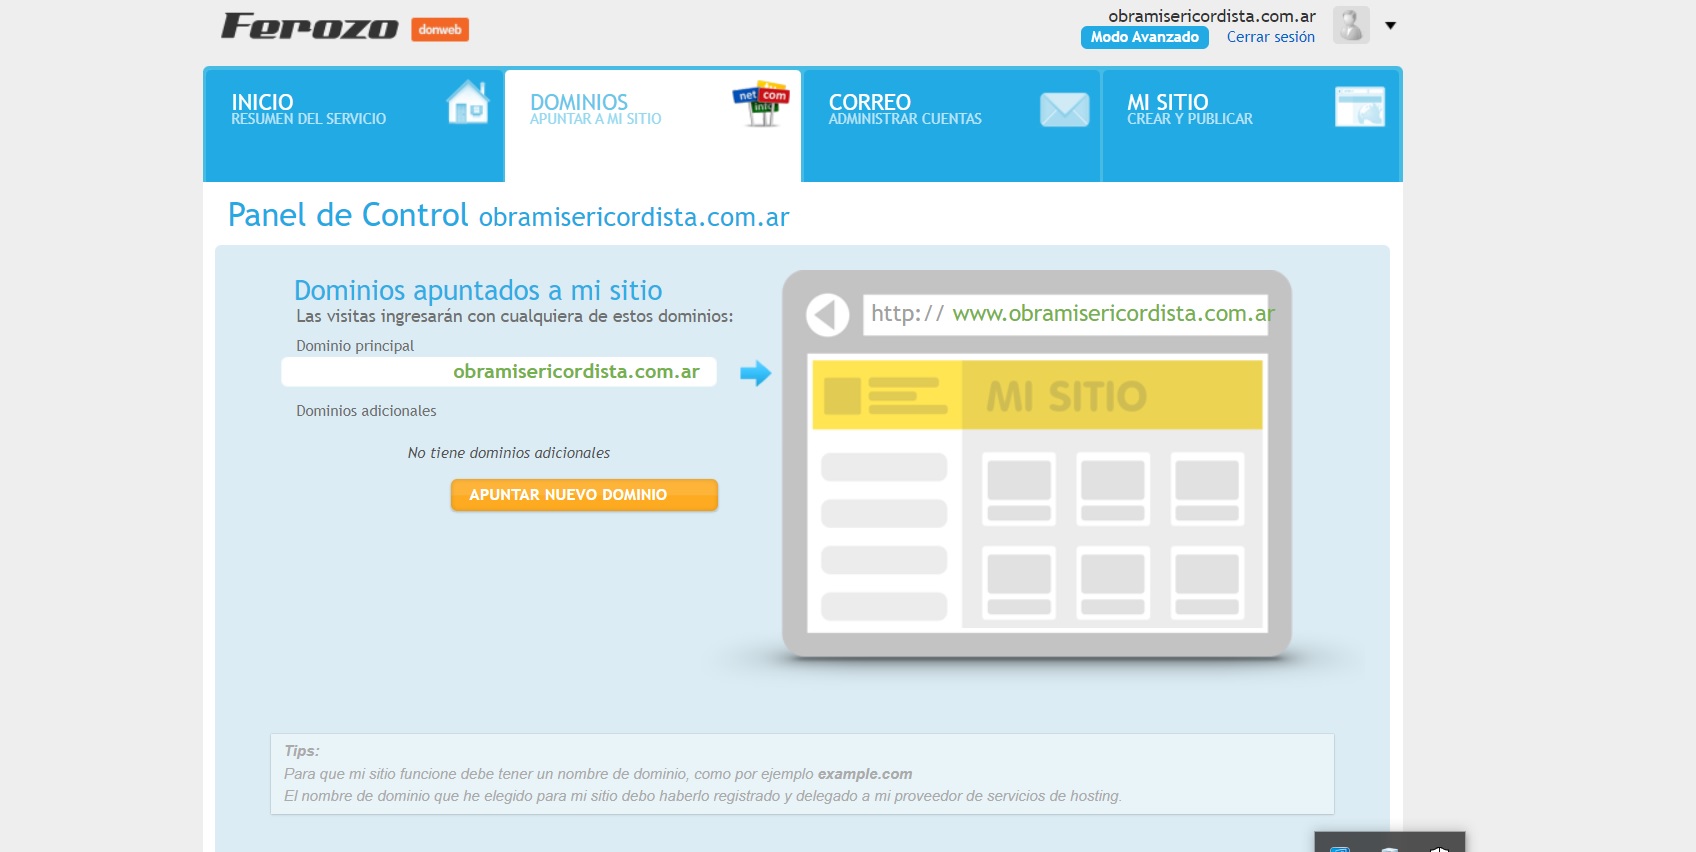 Ferozo donweb
obramisericordista.com.ar
Modo Avanzado Cerrar sesión
INICIO
RESUMEN DEL SERVICIO
DOMINIOS
APUNTAR A MI SITIO
net com
info
CORREO
ADMINISTRAR CUENTAS
MI SITIO
CREAR Y PUBLICAR
Panel de Control obramisericordista.com.ar
Dominios apuntados a mi sitio
Las visitas ingresarán con cualquiera de estos dominios:
Dominio principal
obramisericordista.com.ar
Dominios adicionales
No tiene dominios adicionales
APUNTAR NUEVO DOMINIO
http:// www.obramisericordista.com.ar
MI SITIO
Tips:
Para que mi sitio funcione debe tener un nombre de dominio, como por ejemplo example.com
El nombre de dominio que he elegido para mi sitio debo haberlo registrado y delegado a mi proveedor de servicios de hosting.